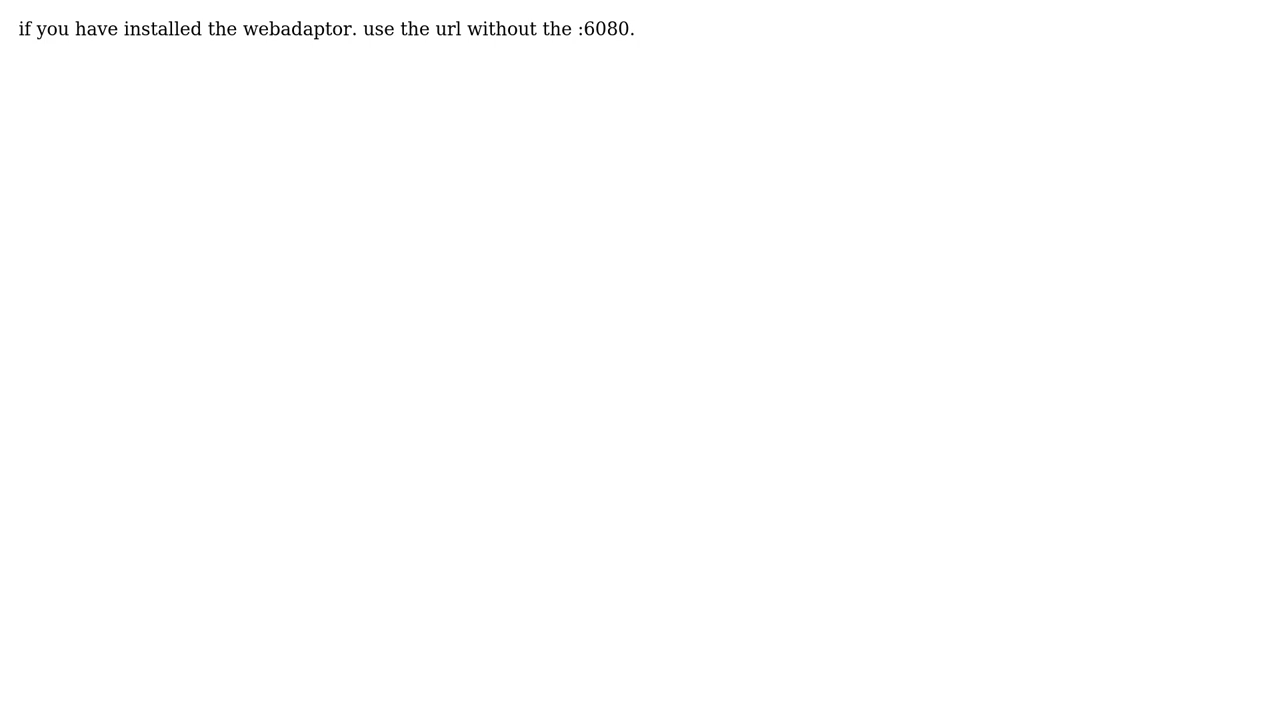 if you have installed the webadaptor. use the url without the :6080.